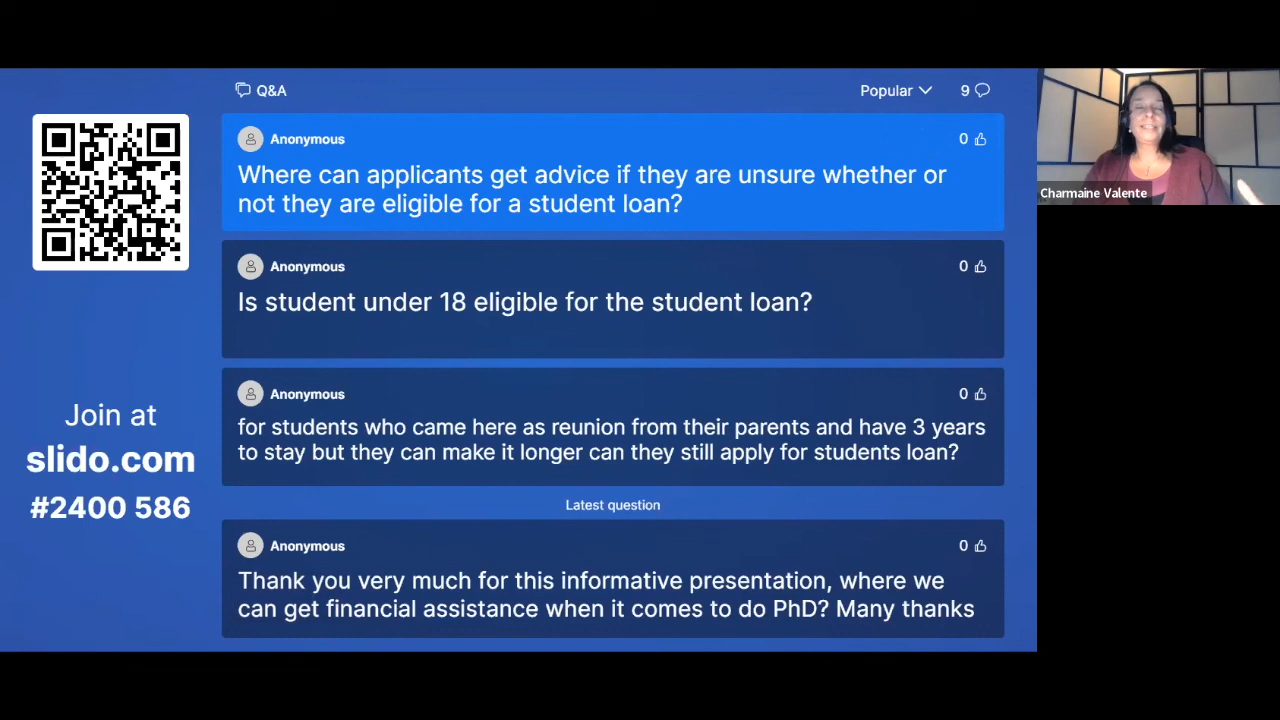 Q&A
Popular
9
Anonymous
0
Where can applicants get advice if they are unsure whether or
not they are eligible for a student loan?
Anonymous
0
Is student under 18 eligible for the student loan?
Anonymous
0
for students who came here as reunion from their parents and have 3 years
to stay but they can make it longer can they still apply for students loan?
Latest question
Anonymous
0
Thank you very much for this informative presentation, where we
can get financial assistance when it comes to do PhD? Many thanks
Join at
slido.com
#2400 586
Charmaine Valente